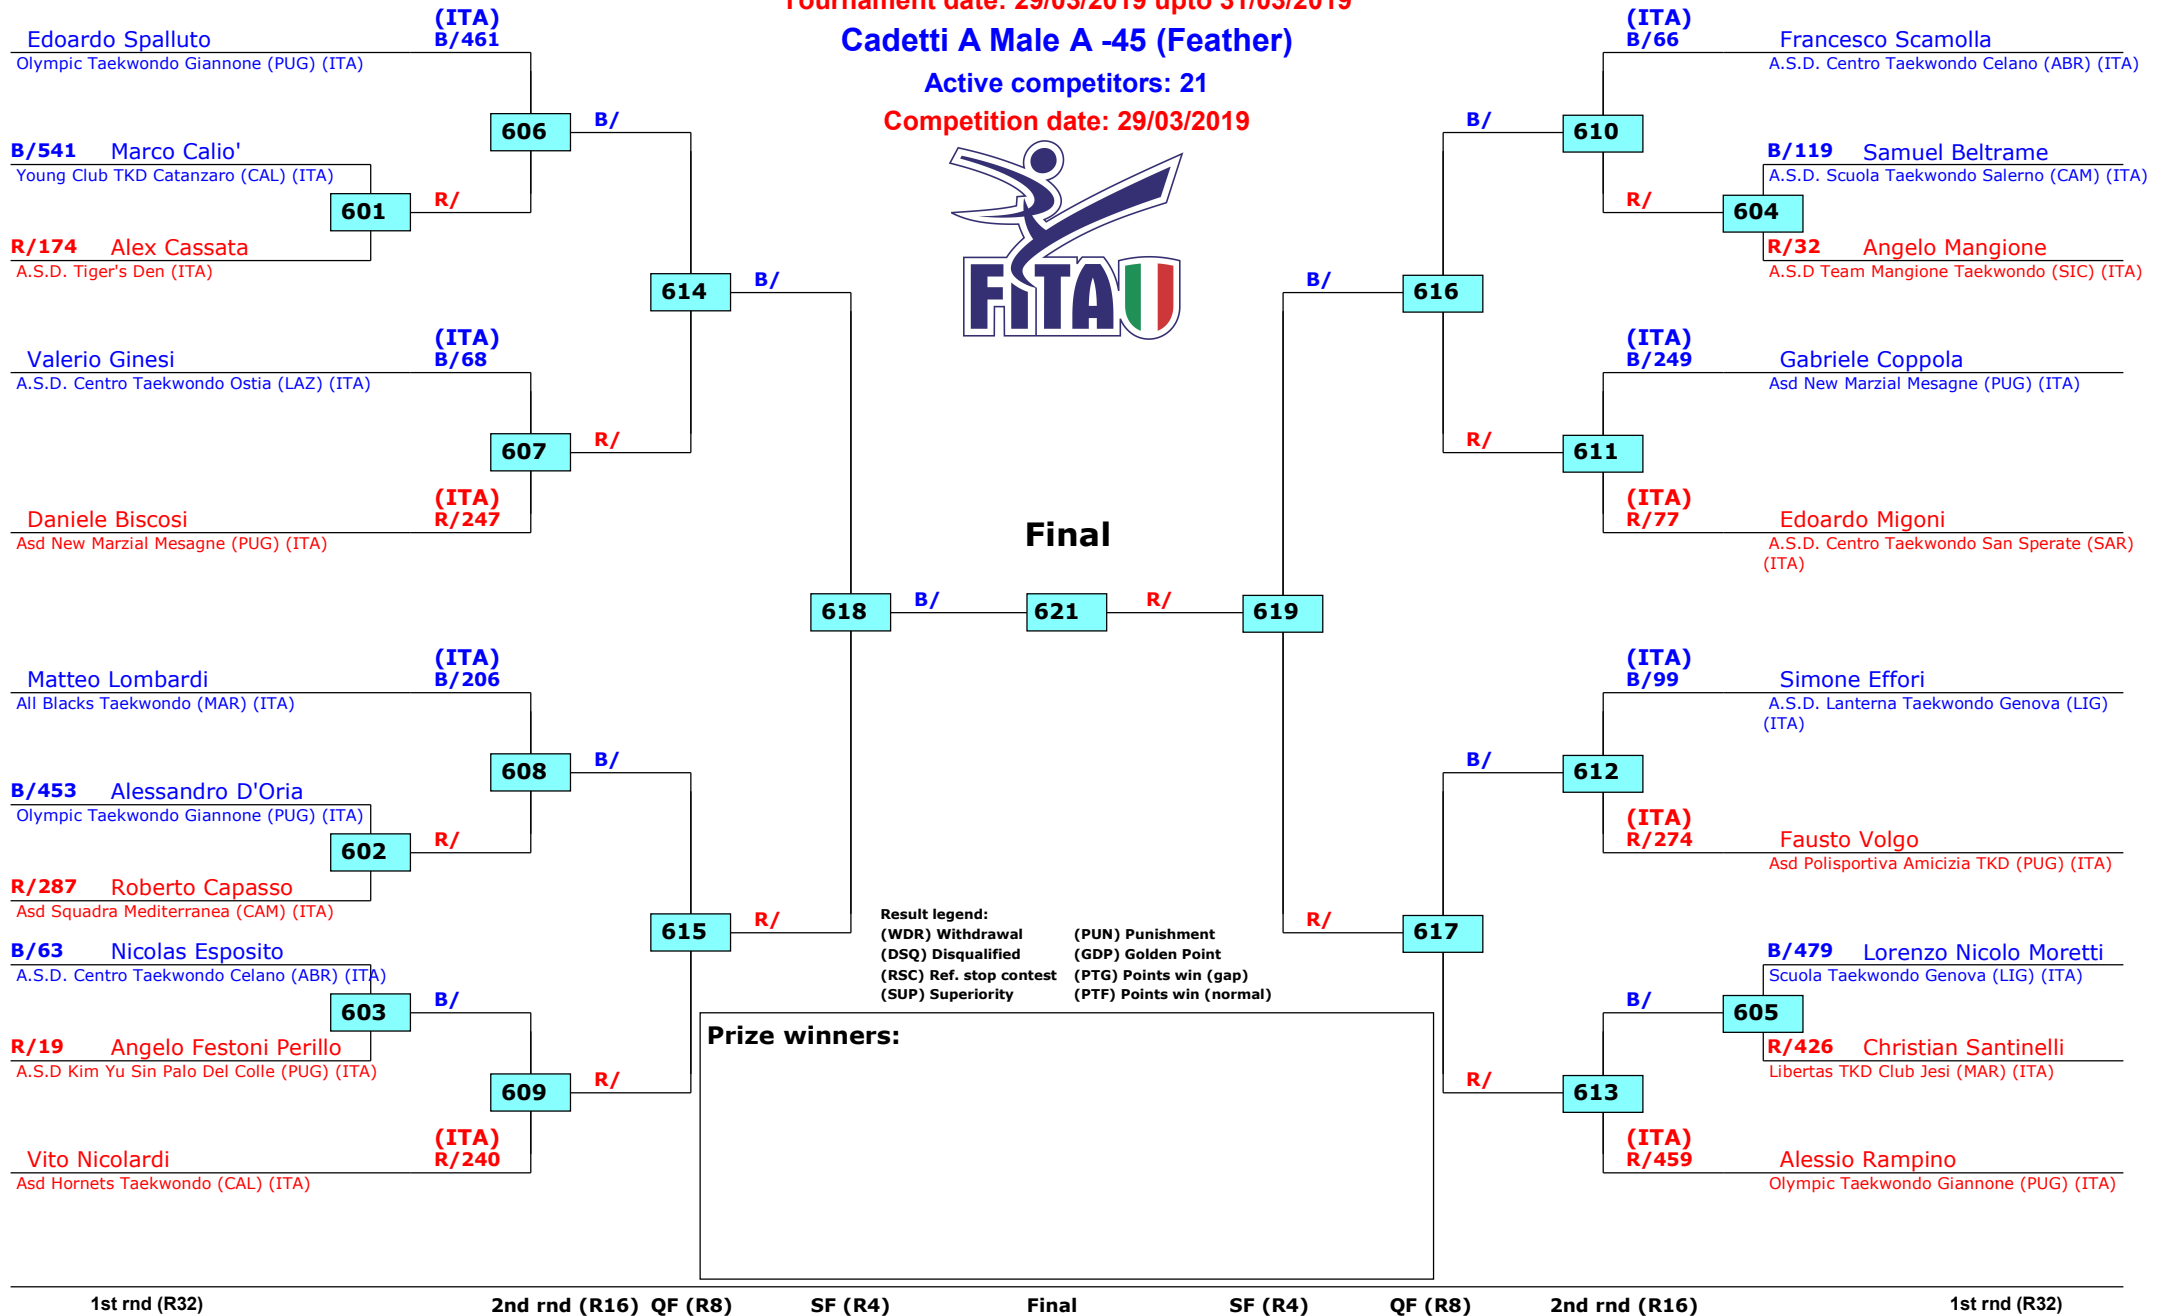 Tournament date: 29/03/2019 upto 31/03/2019
Cadetti A Male A -45 (Feather)
Active competitors: 21
Competition date: 29/03/2019
FITA
(ITA)
Edoardo Spalluto B/461
Olympic Taekwondo Giannone (PUG) (ITA)
606
B/
B/541 Marco Calio'
Young Club TKD Catanzaro (CAL) (ITA)
601
R/
R/174 Alex Cassata
A.S.D. Tiger's Den (ITA)
614
B/
(ITA)
Valerio Ginesi B/68
A.S.D. Centro Taekwondo Ostia (LAZ) (ITA)
607
R/
(ITA)
Daniele Biscosi R/247
Asd New Marzial Mesagne (PUG) (ITA)
618
B/
(ITA)
Matteo Lombardi B/206
All Blacks Taekwondo (MAR) (ITA)
608
B/
B/453 Alessandro D'Oria
Olympic Taekwondo Giannone (PUG) (ITA)
602
R/
R/287 Roberto Capasso
Asd Squadra Mediterranea (CAM) (ITA)
615
R/
B/63 Nicolas Esposito
A.S.D. Centro Taekwondo Celano (ABR) (ITA)
603
B/
R/19 Angelo Festoni Perillo
A.S.D Kim Yu Sin Palo Del Colle (PUG) (ITA)
609
R/
(ITA)
Vito Nicolardi R/240
Asd Hornets Taekwondo (CAL) (ITA)
Final
621
R/
619
(ITA)
B/66 Francesco Scamolla
A.S.D. Centro Taekwondo Celano (ABR) (ITA)
B/
610
B/119 Samuel Beltrame
A.S.D. Scuola Taekwondo Salerno (CAM) (ITA)
R/
604
R/32 Angelo Mangione
A.S.D Team Mangione Taekwondo (SIC) (ITA)
B/
616
(ITA)
B/249 Gabriele Coppola
Asd New Marzial Mesagne (PUG) (ITA)
R/
611
(ITA)
R/77 Edoardo Migoni
A.S.D. Centro Taekwondo San Sperate (SAR)
(ITA)
(ITA)
B/99 Simone Effori
A.S.D. Lanterna Taekwondo Genova (LIG)
(ITA)
B/
612
(ITA)
R/274 Fausto Volgo
Asd Polisportiva Amicizia TKD (PUG) (ITA)
R/
617
B/479 Lorenzo Nicolo Moretti
Scuola Taekwondo Genova (LIG) (ITA)
B/
605
R/426 Christian Santinelli
Libertas TKD Club Jesi (MAR) (ITA)
R/
613
(ITA)
R/459 Alessio Rampino
Olympic Taekwondo Giannone (PUG) (ITA)
Result legend:
(WDR) Withdrawal (PUN) Punishment
(DSQ) Disqualified (GDP) Golden Point
(RSC) Ref. stop contest (PTG) Points win (gap)
(SUP) Superiority (PTF) Points win (normal)
Prize winners:
1st rnd (R32) 2nd rnd (R16) QF (R8) SF (R4) Final SF (R4) QF (R8) 2nd rnd (R16) 1st rnd (R32)